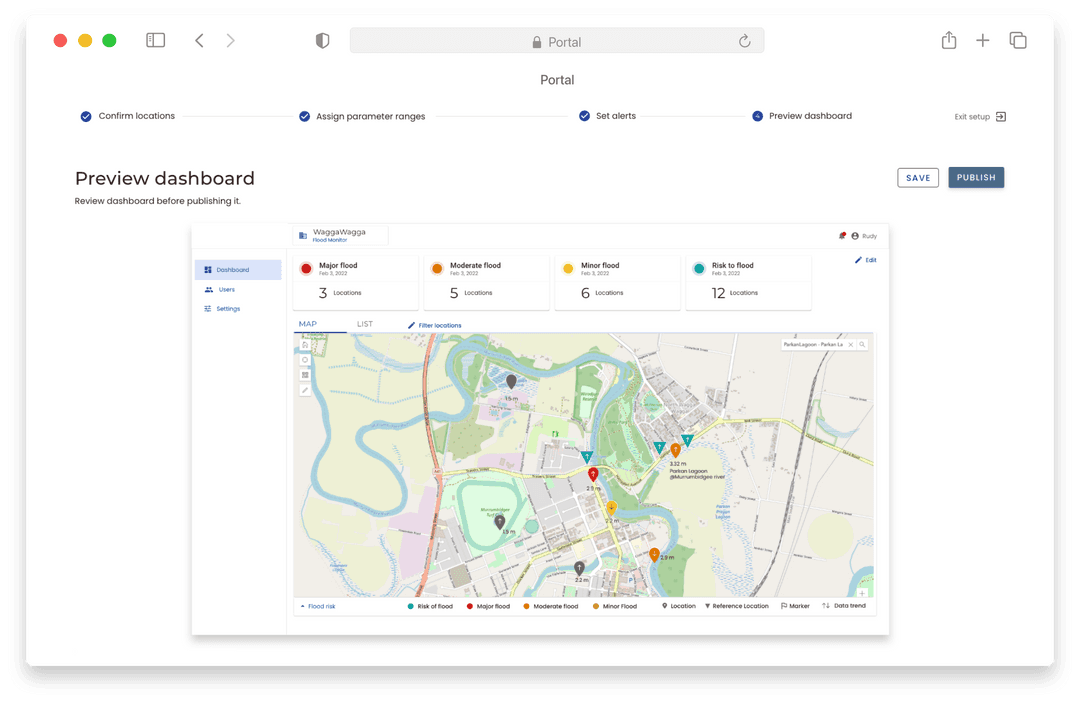 Portal
Portal
Confirm locations
Assign parameter ranges
Set alerts
4 Preview dashboard
Exit setup
Preview dashboard
SAVE
PUBLISH
Review dashboard before publishing it.
WaggaWagga
Flood Monitor
Rudy
Dashboard
Users
Settings
Major flood
Feb 3, 2022
3 Locations
Moderate flood
Feb 3, 2022
5 Locations
Minor flood
Feb 3, 2022
6 Locations
Risk to flood
Feb 3, 2022
12 Locations
Edit
MAP
LIST
Filter locations
ParkanLagoon - Parkan La
1.5 m
3.32 m
Parkan Lagoon
@Murrumbidgee river
2.2 m
2.9 m
2.2 m
Flood risk
Risk of flood
Major flood
Moderate flood
Minor Flood
Location
Reference Location
Marker
Data trend